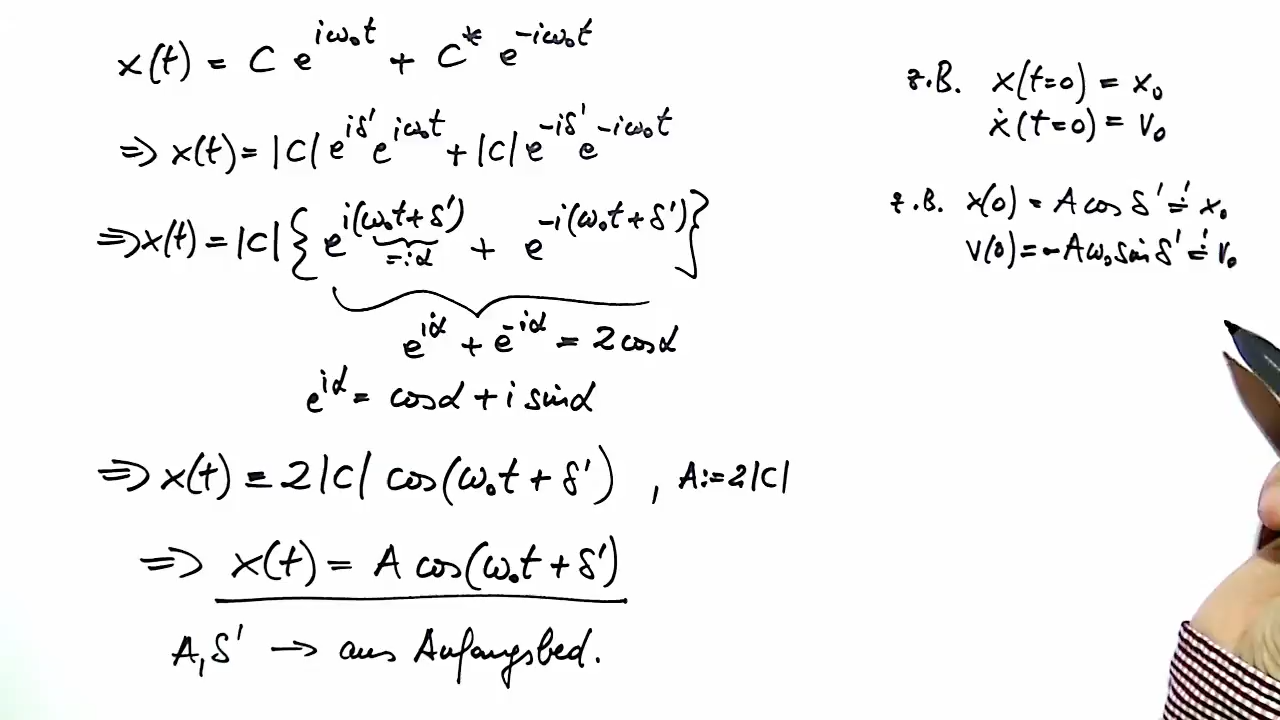 x(t) = C e^{iω₀t} + C* e^{-iω₀t}
⇒ x(t) = |C| e^{iδ'} e^{iω₀t} + |C| e^{-iδ'} e^{-iω₀t}
⇒ x(t) = |C| { e^{i(ω₀t + δ')} + e^{-i(ω₀t + δ')} }
=:α
e^{iα} + e^{-iα} = 2 cos α
e^{iα} = cos α + i sin α
⇒ x(t) = 2|C| cos(ω₀t + δ') , A := 2|C|
⇒ x(t) = A cos(ω₀t + δ')
A, δ' → aus Anfangsbed.
z.B. x(t=0) = x₀
ẋ(t=0) = v₀
z.B. x(0) = A cos δ' =! x₀
v(0) = -Aω₀ sin δ' =! v₀